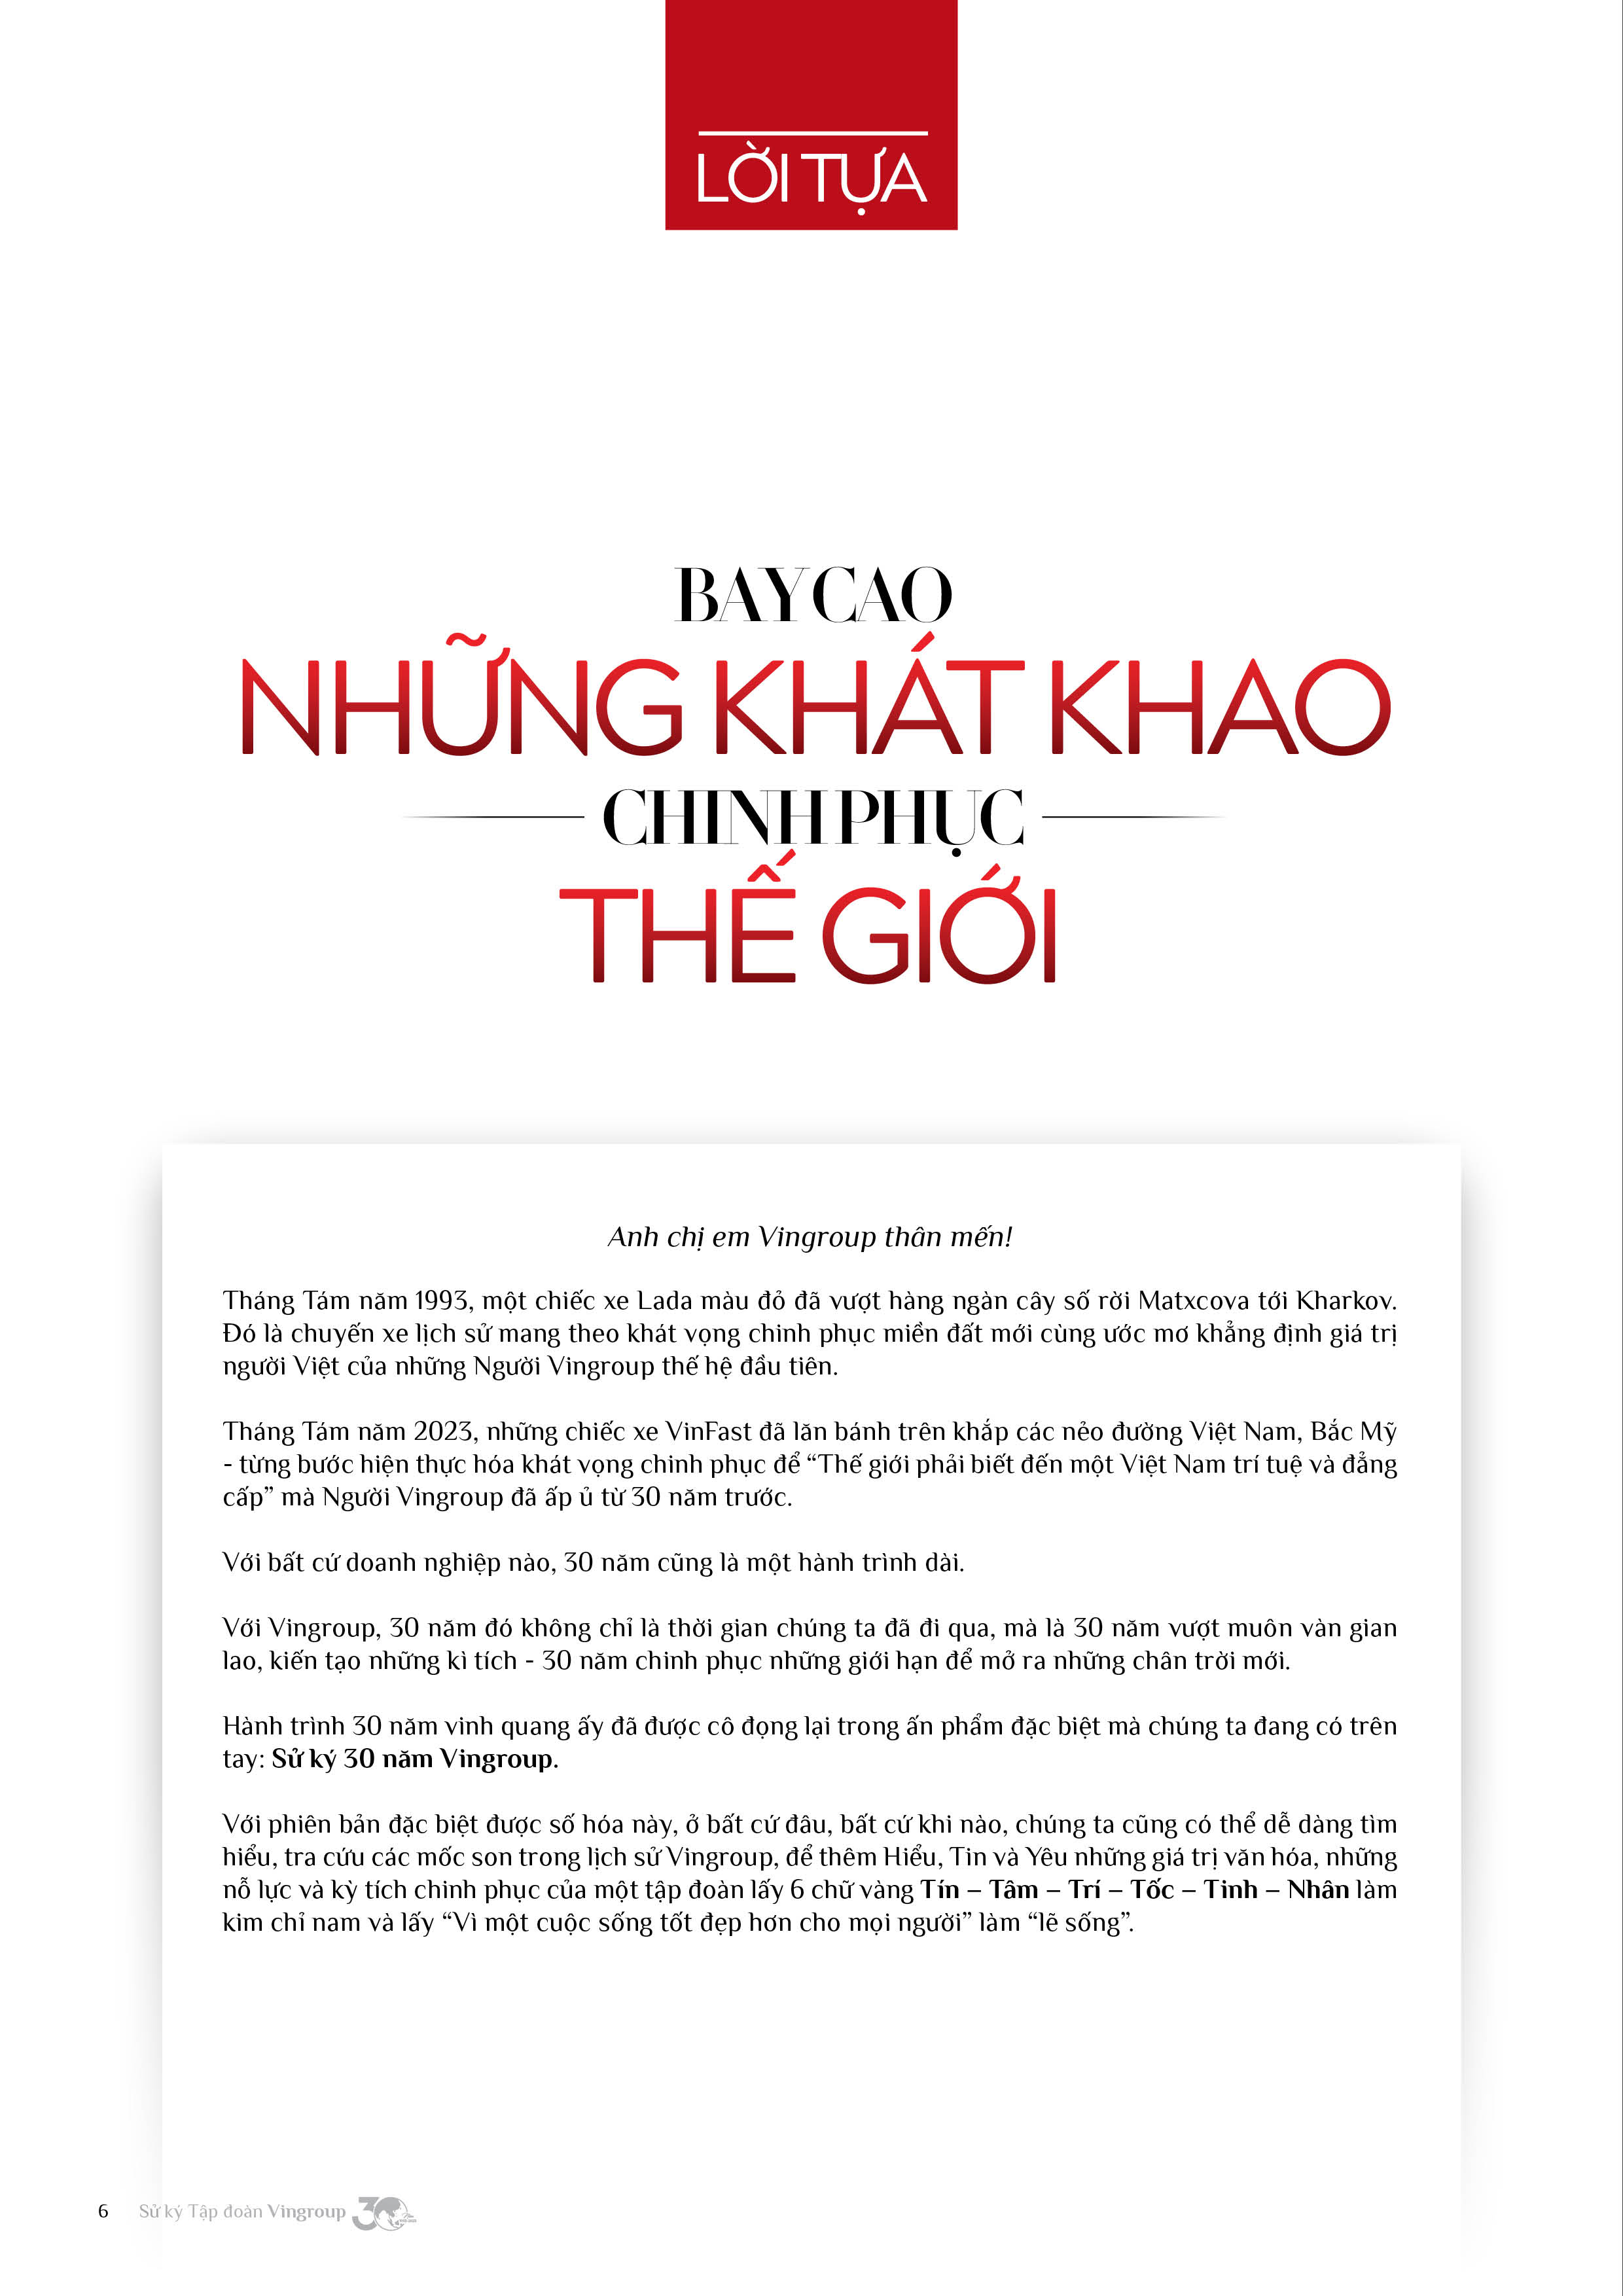 LỜI TỰA
BAY CAO
NHỮNG KHÁT KHAO
CHINH PHỤC
THẾ GIỚI
Anh chị em Vingroup thân mến!
Tháng Tám năm 1993, một chiếc xe Lada màu đỏ đã vượt hàng ngàn cây số rời Matxcova tới Kharkov.
Đó là chuyến xe lịch sử mang theo khát vọng chinh phục miền đất mới cùng ước mơ khẳng định giá trị
người Việt của những Người Vingroup thế hệ đầu tiên.
Tháng Tám năm 2023, những chiếc xe VinFast đã lăn bánh trên khắp các nẻo đường Việt Nam, Bắc Mỹ
- từng bước hiện thực hóa khát vọng chinh phục để “Thế giới phải biết đến một Việt Nam trí tuệ và đẳng
cấp” mà Người Vingroup đã ấp ủ từ 30 năm trước.
Với bất cứ doanh nghiệp nào, 30 năm cũng là một hành trình dài.
Với Vingroup, 30 năm đó không chỉ là thời gian chúng ta đã đi qua, mà là 30 năm vượt muôn vàn gian
lao, kiến tạo những kì tích - 30 năm chinh phục những giới hạn để mở ra những chân trời mới.
Hành trình 30 năm vinh quang ấy đã được cô đọng lại trong ấn phẩm đặc biệt mà chúng ta đang có trên
tay: Sử ký 30 năm Vingroup.
Với phiên bản đặc biệt được số hóa này, ở bất cứ đâu, bất cứ khi nào, chúng ta cũng có thể dễ dàng tìm
hiểu, tra cứu các mốc son trong lịch sử Vingroup, để thêm Hiểu, Tin và Yêu những giá trị văn hóa, những
nỗ lực và kỳ tích chinh phục của một tập đoàn lấy 6 chữ vàng Tín – Tâm – Trí – Tốc – Tinh – Nhân làm
kim chỉ nam và lấy “Vì một cuộc sống tốt đẹp hơn cho mọi người” làm “lẽ sống”.
6 Sử ký Tập đoàn Vingroup 30